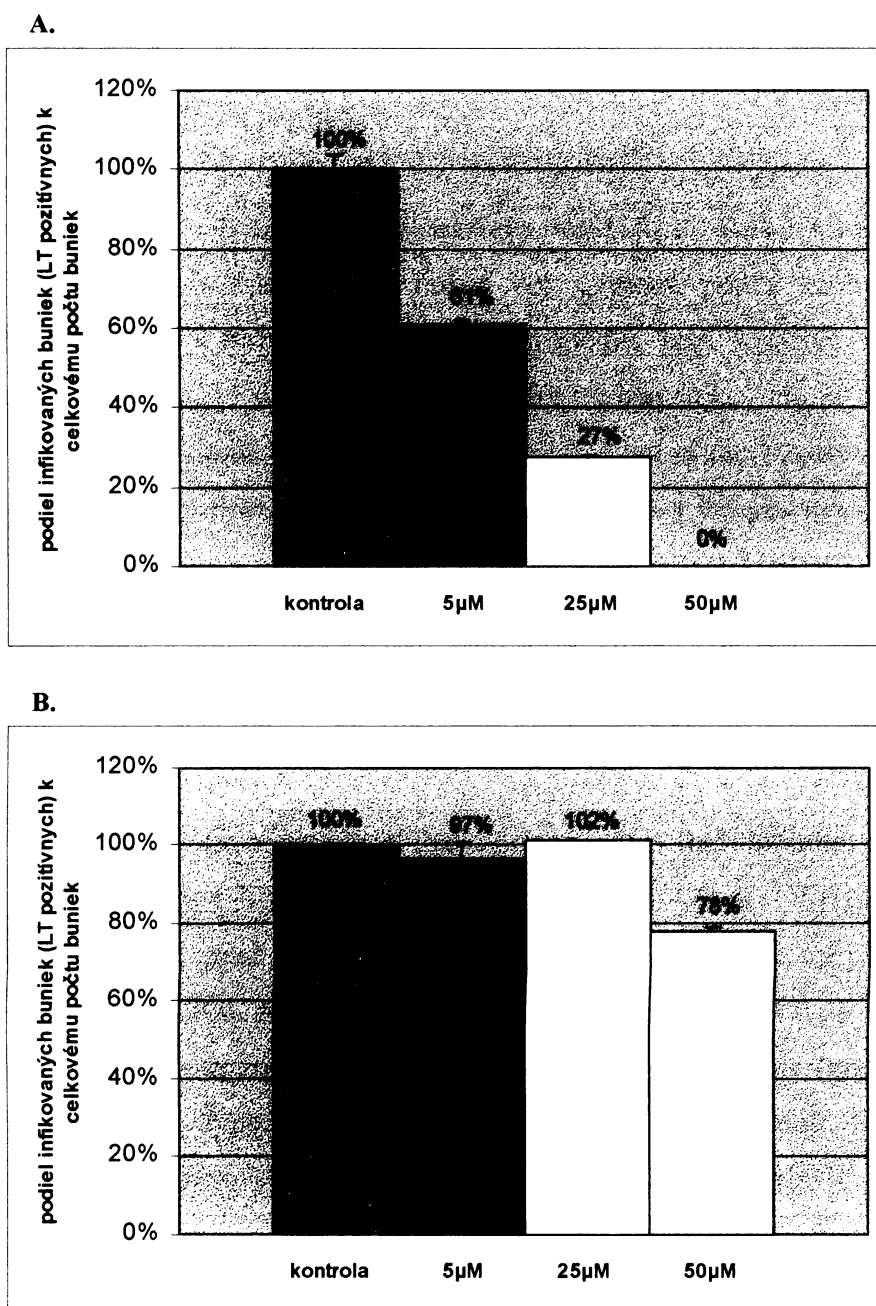 A.
podiel infikovaných buniek (LT pozitívnych) k
celkovému počtu buniek
120%
100%
80%
60%
40%
20%
0%
100%
61%
27%
0%
kontrola 5µM 25µM 50µM
B.
podiel infikovaných buniek (LT pozitívnych) k
celkovému počtu buniek
120%
100%
80%
60%
40%
20%
0%
100%
97%
102%
78%
kontrola 5µM 25µM 50µM